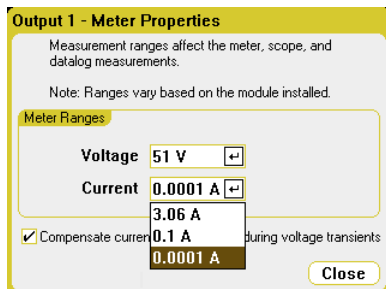 Output 1 - Meter Properties
Measurement ranges affect the meter, scope, and
datalog measurements.
Note: Ranges vary based on the module installed.
Meter Ranges
Voltage 51 V
Current 0.0001 A
3.06 A
0.1 A
0.0001 A
Compensate during voltage transients
Close